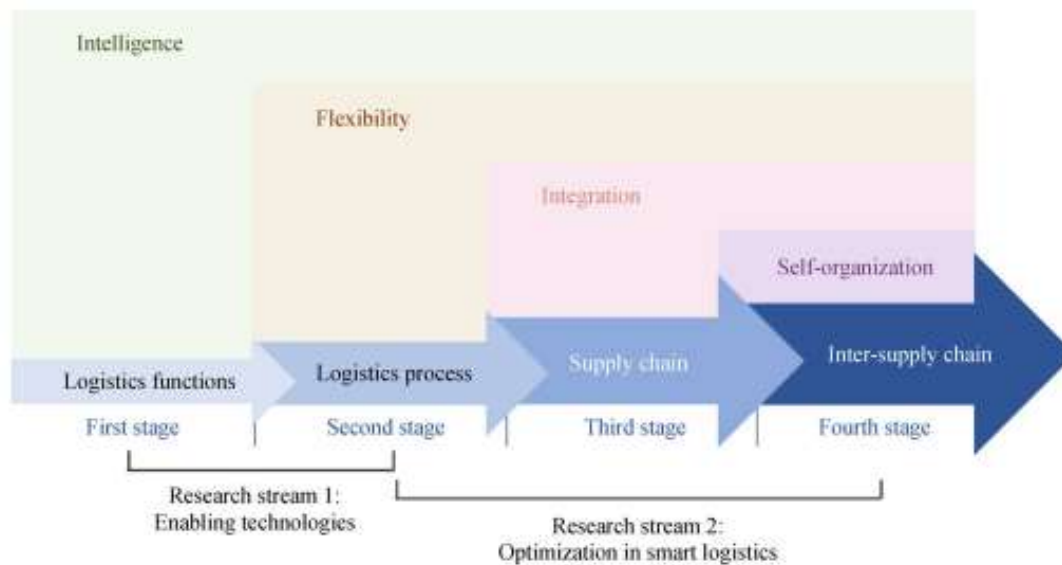 Intelligence
Flexibility
Integration
Self-organization
Logistics functions
Logistics process
Supply chain
Inter-supply chain
First stage
Second stage
Third stage
Fourth stage
Research stream 1:
Enabling technologies
Research stream 2:
Optimization in smart logistics